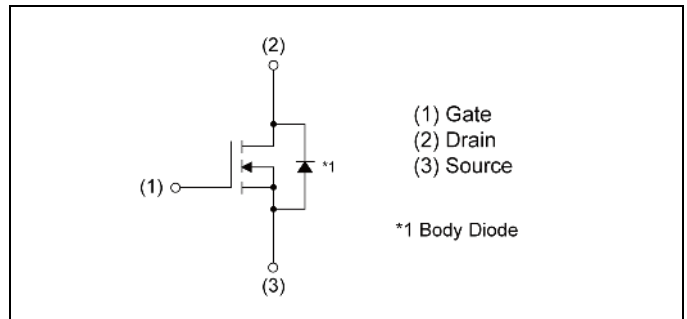 (2)
(1) Gate
(2) Drain
(3) Source
*1
(1)
*1 Body Diode
(3)